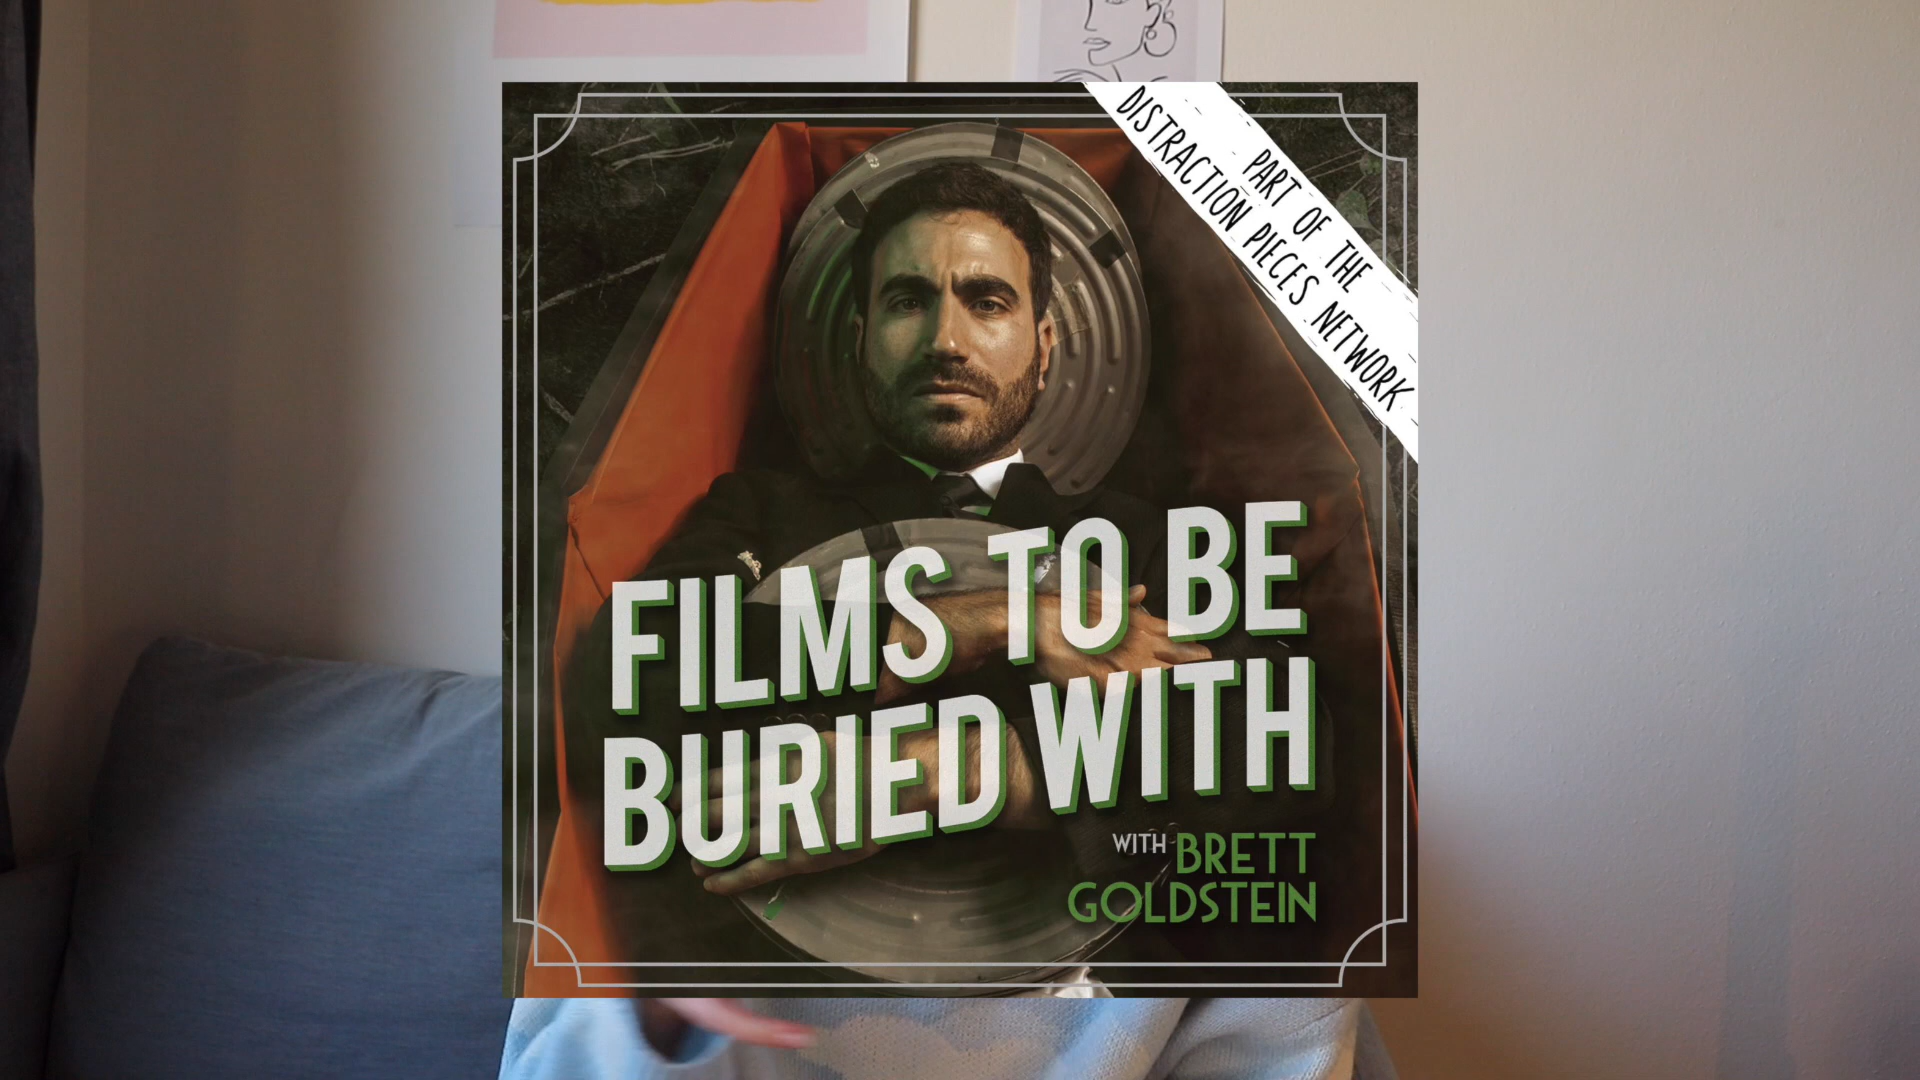 PART OF THE
DISTRACTION PIECES NETWORK
FILMS TO BE
BURIED WITH
WITH BRETT
GOLDSTEIN